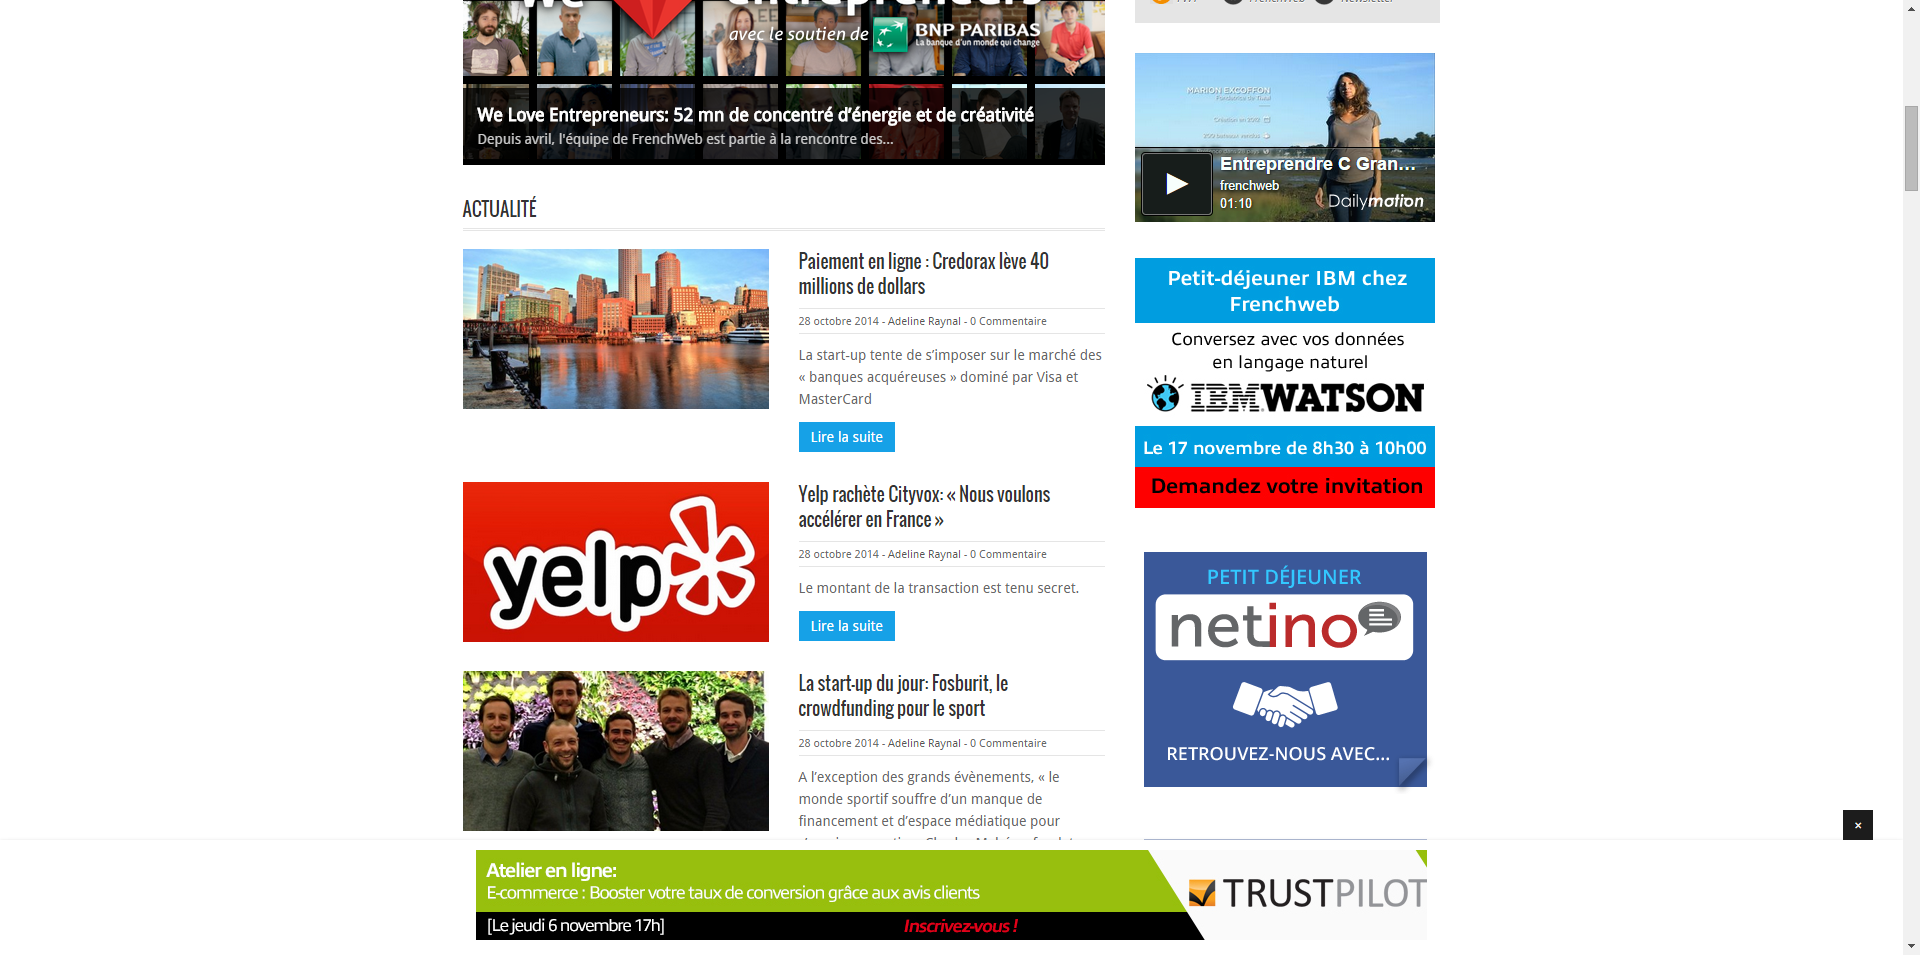 We
entrepreneurs
avec le soutien de
BNP PARIBAS
La banque d'un monde qui change
We Love Entrepreneurs: 52 mn de concentré d'énergie et de créativité
Depuis avril, l'équipe de FrenchWeb est partie à la rencontre des...
ACTUALITÉ
Paiement en ligne : Credorax lève 40
millions de dollars
28 octobre 2014 - Adeline Raynal - 0 Commentaire
La start-up tente de s’imposer sur le marché des
« banques acquéreuses » dominé par Visa et
MasterCard
Lire la suite
yelp
Yelp rachète Cityvox: « Nous voulons
accélérer en France »
28 octobre 2014 - Adeline Raynal - 0 Commentaire
Le montant de la transaction est tenu secret.
Lire la suite
La start-up du jour: Fosburit, le
crowdfunding pour le sport
28 octobre 2014 - Adeline Raynal - 0 Commentaire
A l’exception des grands évènements, « le
monde sportif souffre d’un manque de
financement et d’espace médiatique pour
FrenchWeb
Newsletter
MARION EXCOFFON
Entreprendre C Gran...
frenchweb
01:10
Dailymotion
Petit-déjeuner IBM chez
Frenchweb
Conversez avec vos données
en langage naturel
IBM WATSON
Le 17 novembre de 8h30 à 10h00
Demandez votre invitation
PETIT DÉJEUNER
netino
RETROUVEZ-NOUS AVEC...
×
Atelier en ligne:
E-commerce : Booster votre taux de conversion grâce aux avis clients
[Le jeudi 6 novembre 17h]
Inscrivez-vous !
TRUSTPILOT